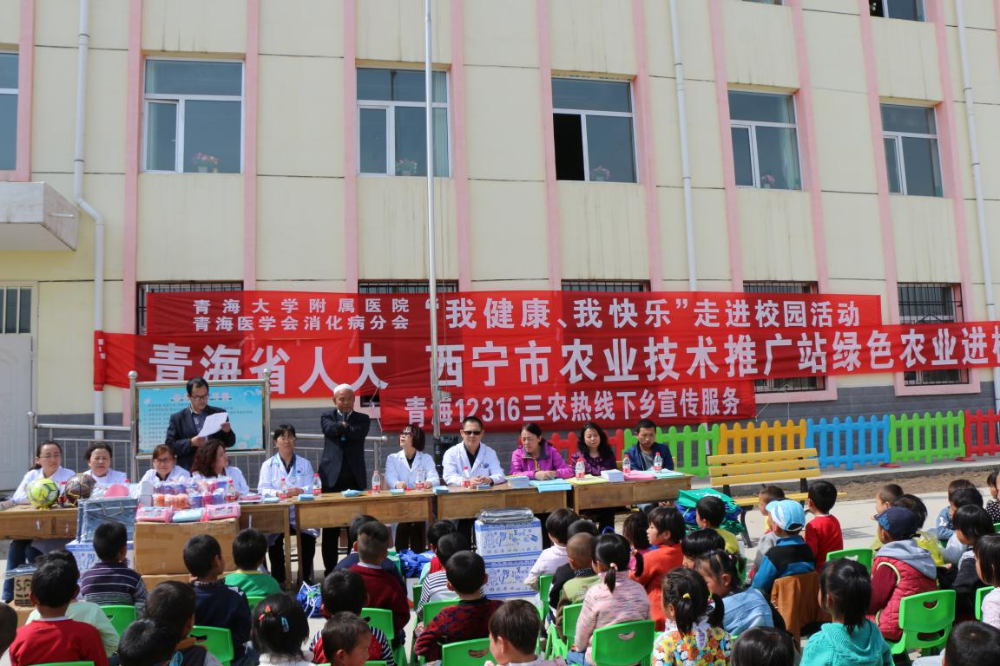 青海大学附属医院
青海医学会消化病分会
“我健康、我快乐”走进校园活动
青海省人大 西宁市农业技术推广站绿色农业进校
青海12316三农热线下乡宣传服务